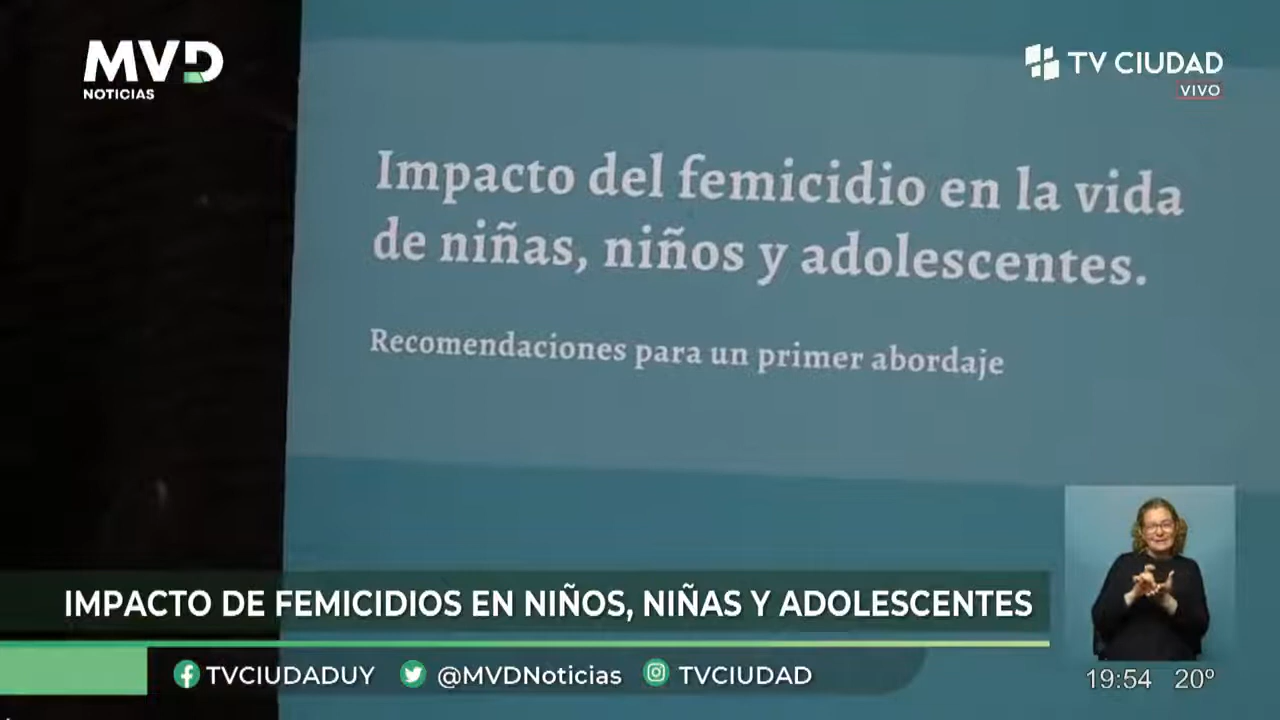 MVD
NOTICIAS
TV CIUDAD
VIVO
Impacto del femicidio en la vida
de niñas, niños y adolescentes.
Recomendaciones para un primer abordaje
IMPACTO DE FEMICIDIOS EN NIÑOS, NIÑAS Y ADOLESCENTES
TVCIUDADUY @MVDNoticias TVCIUDAD
19:54 20º